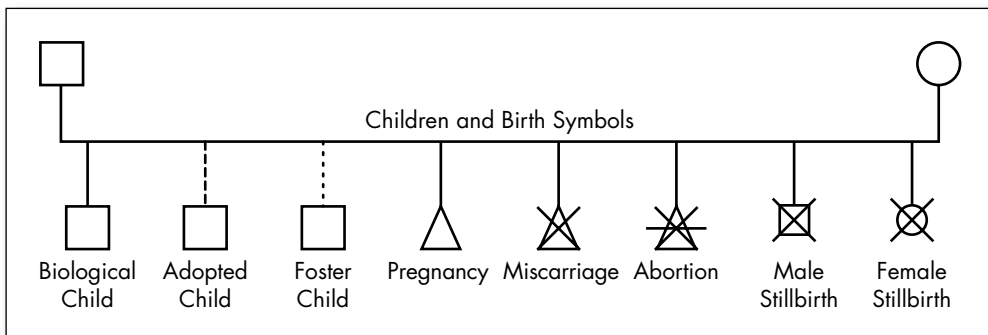 Children and Birth Symbols
Biological
Child
Adopted
Child
Foster
Child
Pregnancy
Miscarriage
Abortion
Male
Stillbirth
Female
Stillbirth